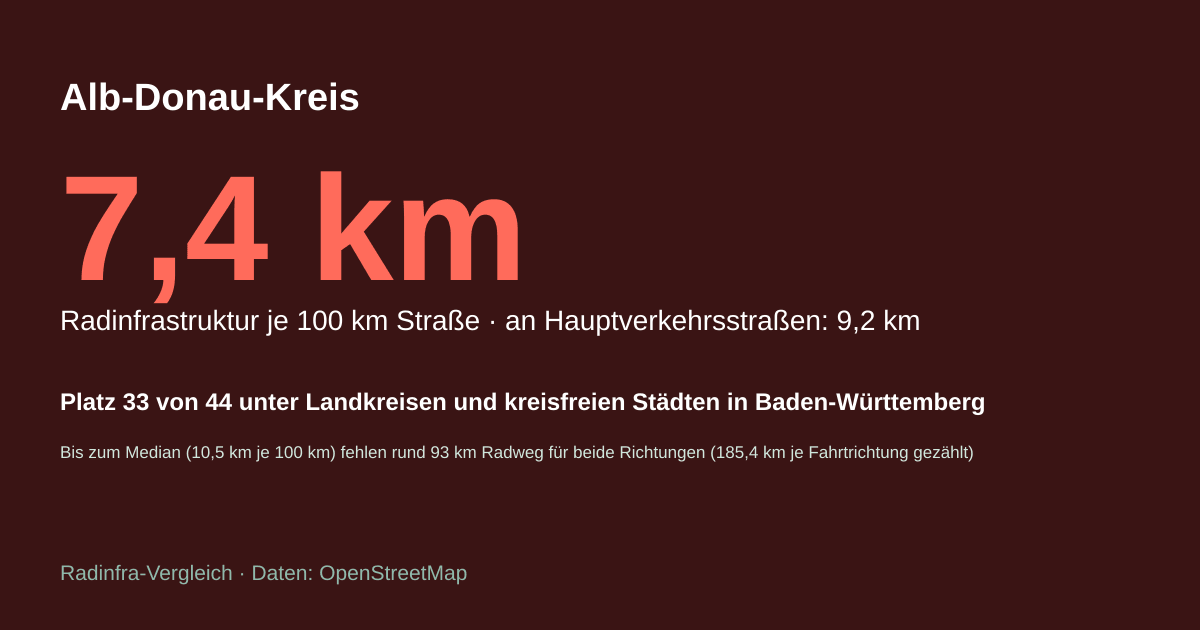 Alb-Donau-Kreis
7,4 km
Radinfrastruktur je 100 km Straße · an Hauptverkehrsstraßen: 9,2 km
Platz 33 von 44 unter Landkreisen und kreisfreien Städten in Baden-Württemberg
Bis zum Median (10,5 km je 100 km) fehlen rund 93 km Radweg für beide Richtungen (185,4 km je Fahrtrichtung gezählt)
Radinfra-Vergleich · Daten: OpenStreetMap